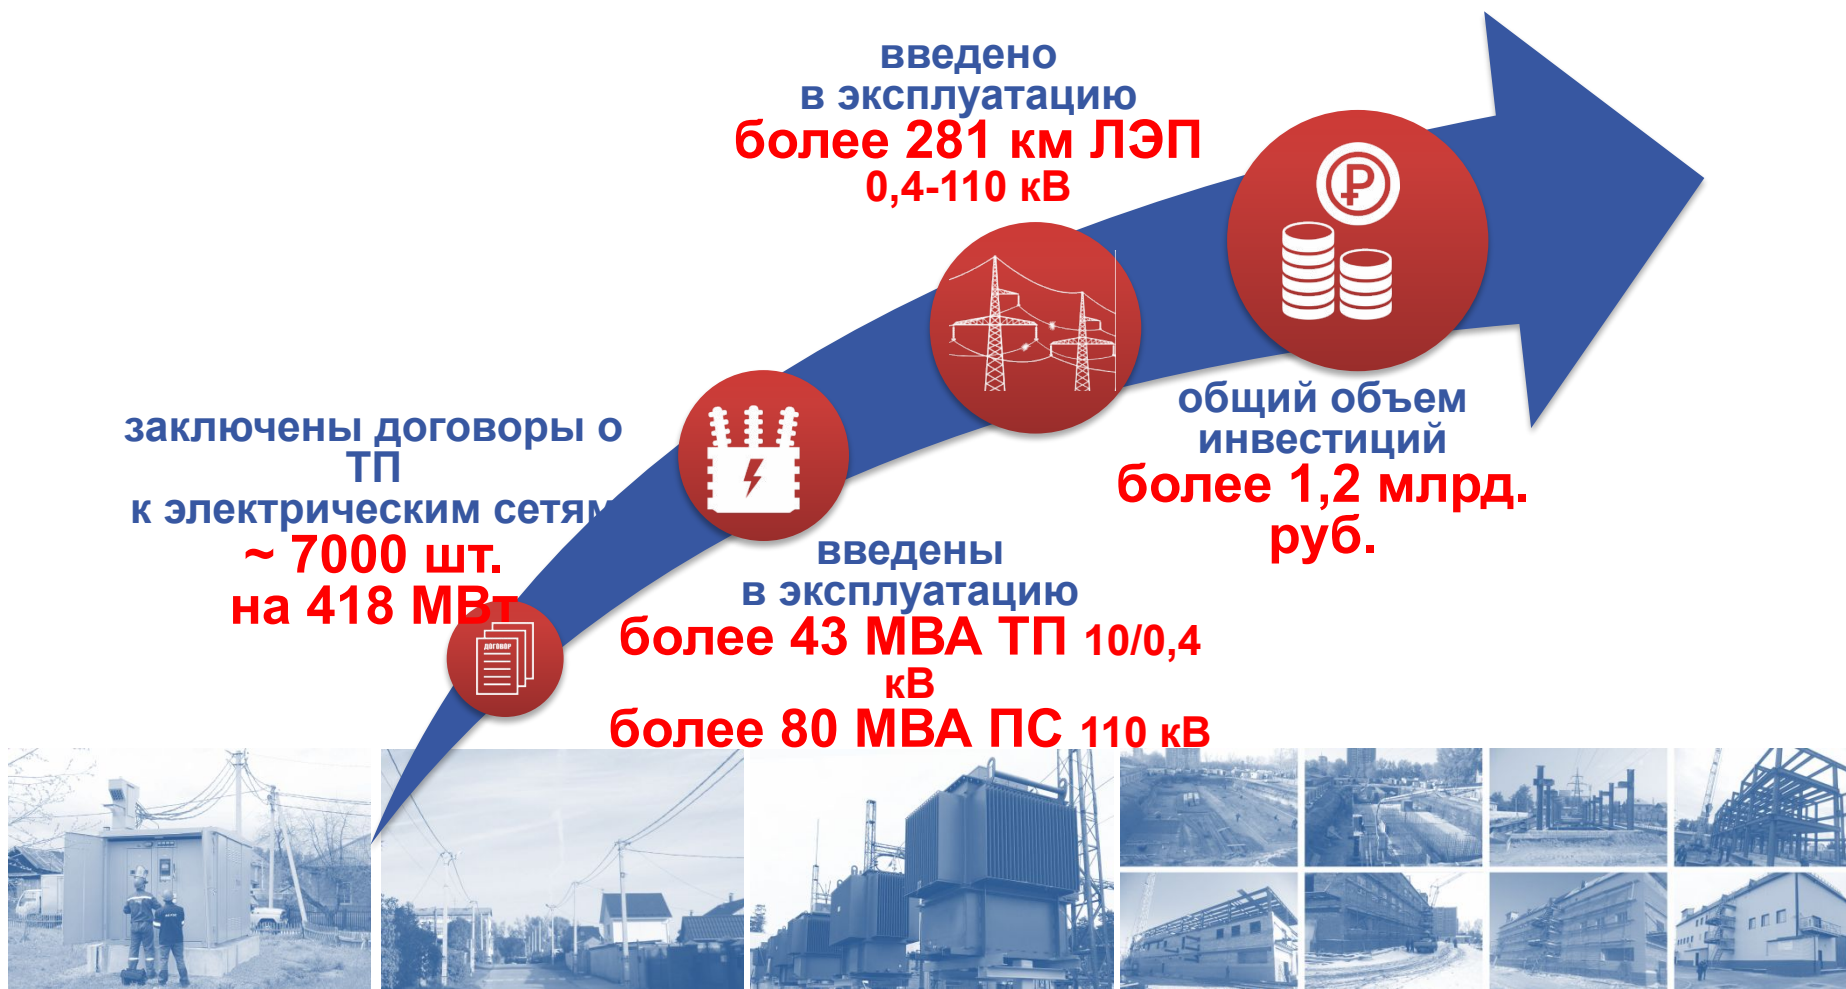 введено
в эксплуатацию
более 281 км ЛЭП
0,4-110 кВ
заключены договоры о
ТП
к электрическим сетям
~ 7000 шт.
на 418 МВт
ДОГОВОР
общий объем
инвестиций
более 1,2 млрд.
руб.
введены
в эксплуатацию
более 43 МВА ТП 10/0,4
кВ
более 80 МВА ПС 110 кВ